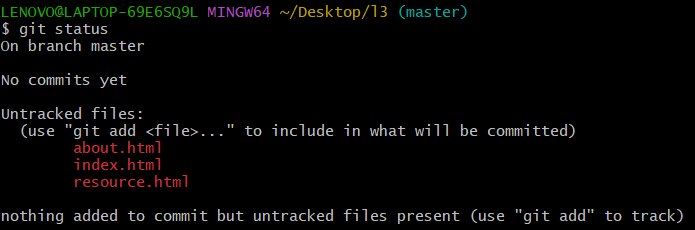 LENOVO@LAPTOP-69E6SQ9L MINGW64 ~/Desktop/l3 (master)
$ git status
On branch master
No commits yet
Untracked files:
(use "git add <file>..." to include in what will be committed)
about.html
index.html
resource.html
nothing added to commit but untracked files present (use "git add" to track)